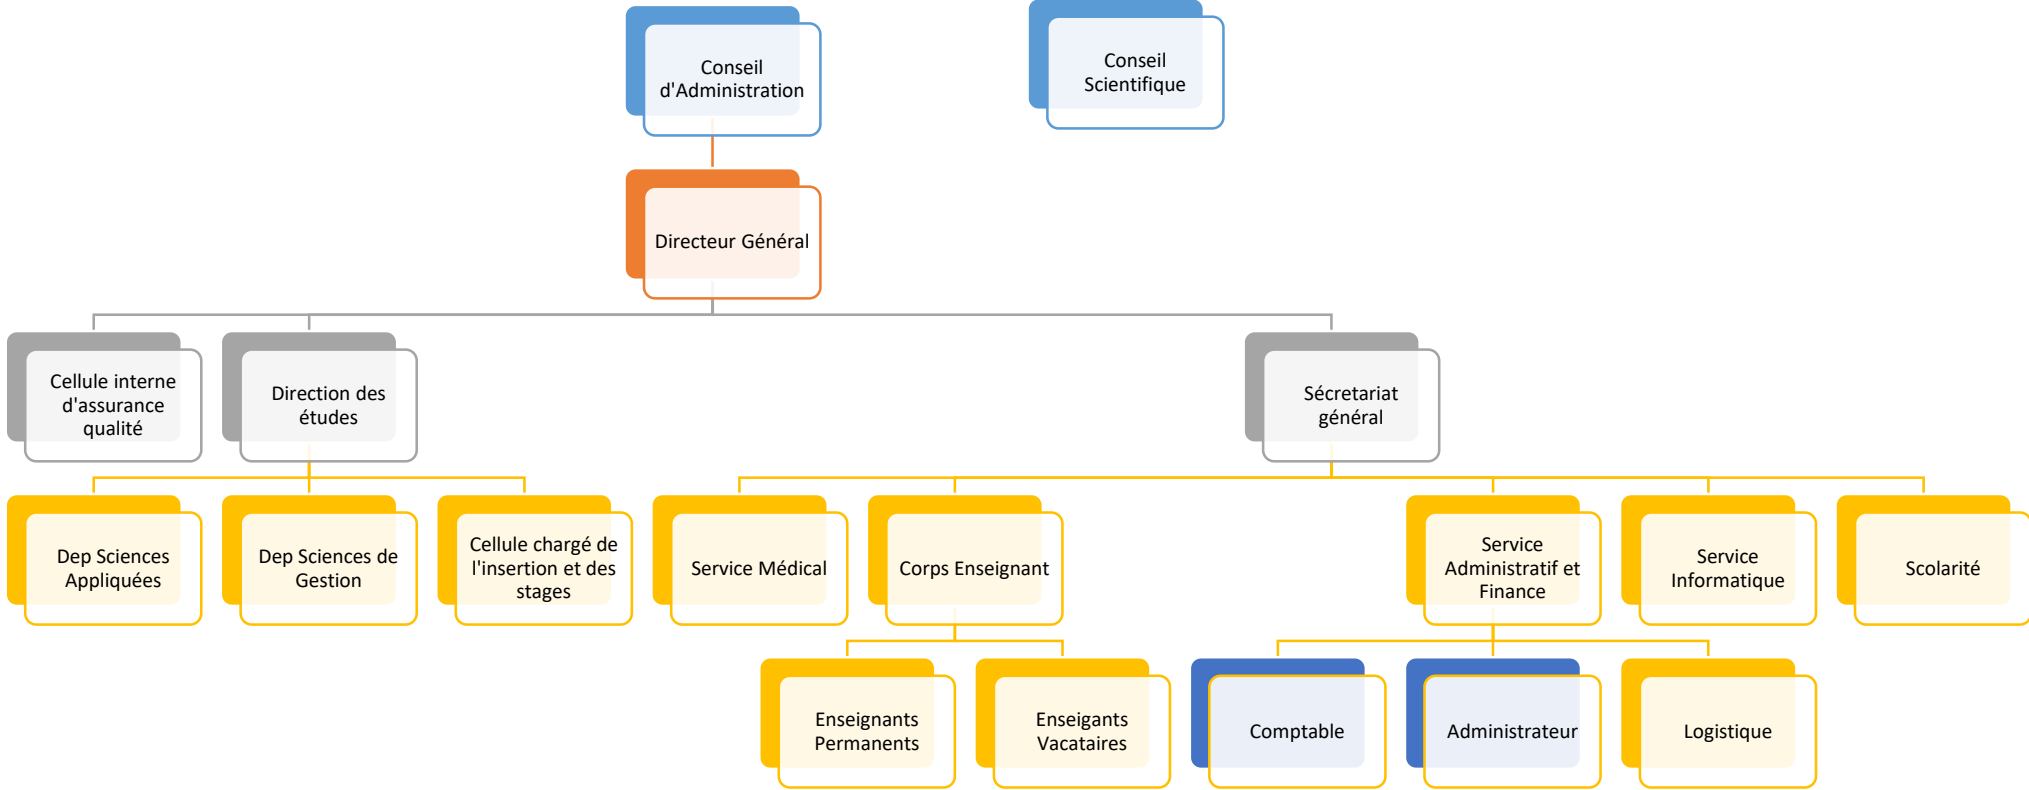 Conseil
d'Administration
Conseil
Scientifique
Directeur Général
Cellule interne
d'assurance
qualité
Direction des
études
Sécretariat
général
Dep Sciences
Appliquées
Dep Sciences de
Gestion
Cellule chargé de
l'insertion et des
stages
Service Médical
Corps Enseignant
Service
Administratif et
Finance
Service
Informatique
Scolarité
Enseignants
Permanents
Enseigants
Vacataires
Comptable
Administrateur
Logistique